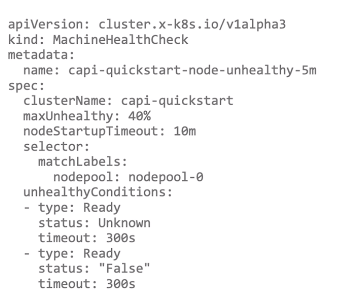 apiVersion: cluster.x-k8s.io/v1alpha3
kind: MachineHealthCheck
metadata:
  name: capi-quickstart-node-unhealthy-5m
spec:
  clusterName: capi-quickstart
  maxUnhealthy: 40%
  nodeStartupTimeout: 10m
  selector:
    matchLabels:
      nodepool: nodepool-0
  unhealthyConditions:
  - type: Ready
    status: Unknown
    timeout: 300s
  - type: Ready
    status: "False"
    timeout: 300s